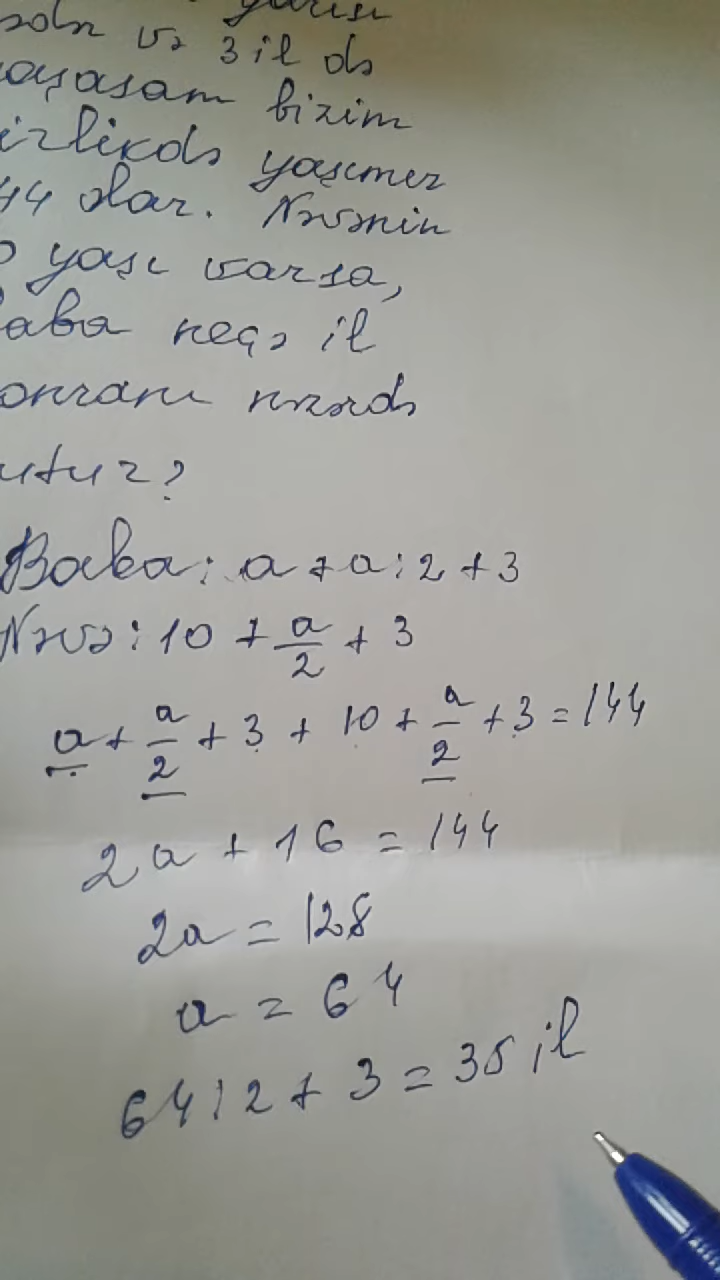 yarısı
və 3 il də
yaşasam bizim
birlikdə yaşımız
144 olar. Nəvənin
yaşı varsa,
baba neçə il
sonranı nəzərdə
tutur?
Baba: a + a:2 + 3
Nəvə: 10 + a/2 + 3
a + a/2 + 3 + 10 + a/2 + 3 = 144
2a + 16 = 144
2a = 128
a = 64
64:2 + 3 = 35 il